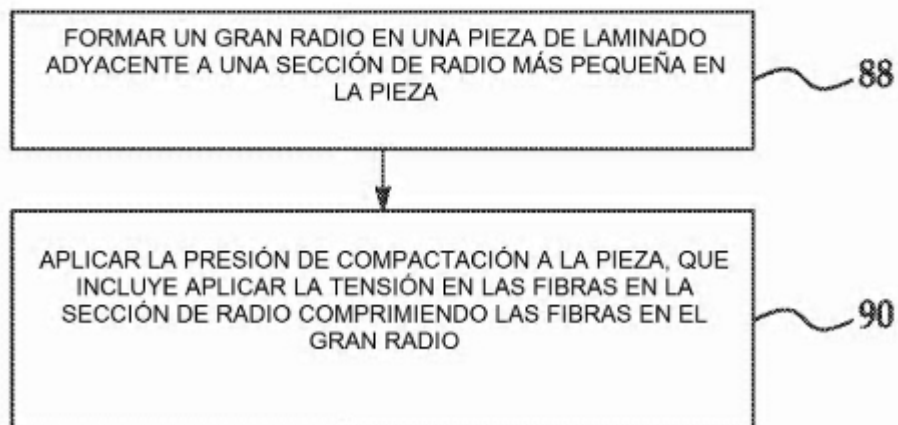 FORMAR UN GRAN RADIO EN UNA PIEZA DE LAMINADO
ADYACENTE A UNA SECCIÓN DE RADIO MÁS PEQUEÑA EN
LA PIEZA
88
APLICAR LA PRESIÓN DE COMPACTACIÓN A LA PIEZA, QUE
INCLUYE APLICAR LA TENSIÓN EN LAS FIBRAS EN LA
SECCIÓN DE RADIO COMPRIMIENDO LAS FIBRAS EN EL
GRAN RADIO
90